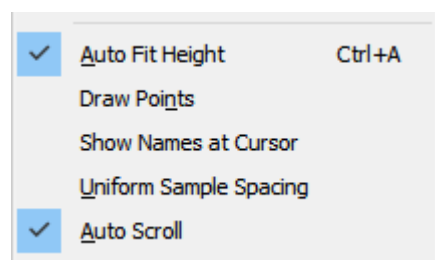 Auto Fit Height Ctrl+A
Draw Points
Show Names at Cursor
Uniform Sample Spacing
Auto Scroll